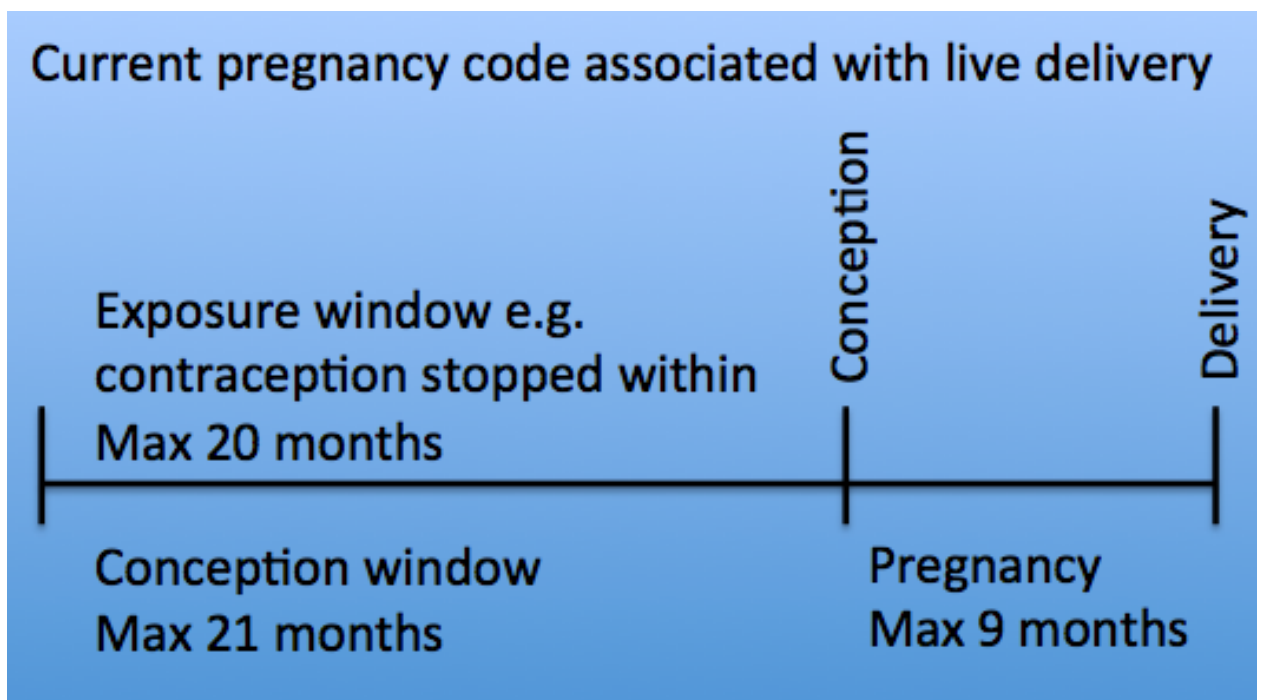 Current pregnancy code associated with live delivery
Conception
Delivery
Exposure window e.g.
contraception stopped within
Max 20 months
Conception window
Max 21 months
Pregnancy
Max 9 months